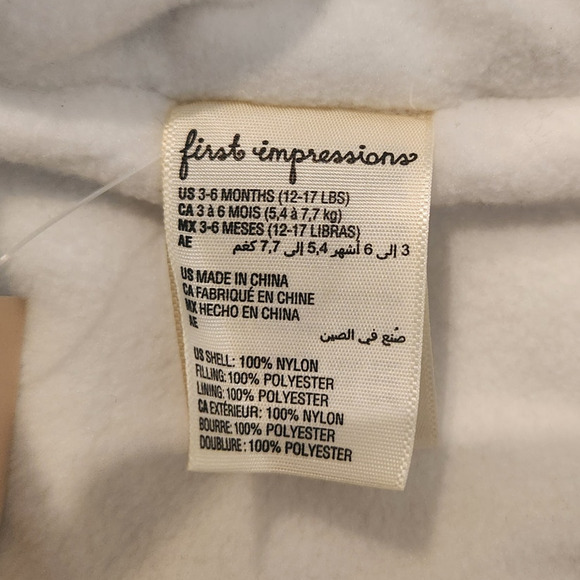 first impressions
US 3-6 MONTHS (12-17 LBS)
CA 3 à 6 MOIS (5,4 à 7,7 kg)
MX 3-6 MESES (12-17 LIBRAS)
AE 3 إلى 6 أشهر 5,4 إلى 7,7 كغم
US MADE IN CHINA
CA FABRIQUÉ EN CHINE
MX HECHO EN CHINA
AE صُنع في الصين
US SHELL: 100% NYLON
FILLING: 100% POLYESTER
LINING: 100% POLYESTER
CA EXTÉRIEUR: 100% NYLON
BOURRE: 100% POLYESTER
DOUBLURE: 100% POLYESTER